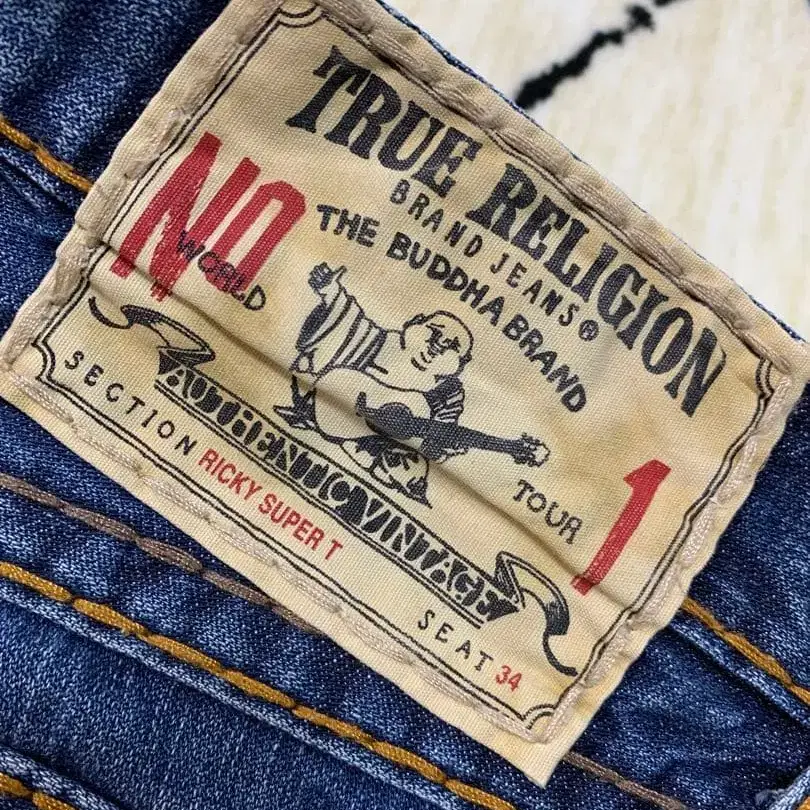 TRUE RELIGION
BRAND JEANS®
THE BUDDHA BRAND
NO
WORLD
TOUR
1
AUTHENTIC VINTAGE
SECTION RICKY SUPER T
SEAT 34